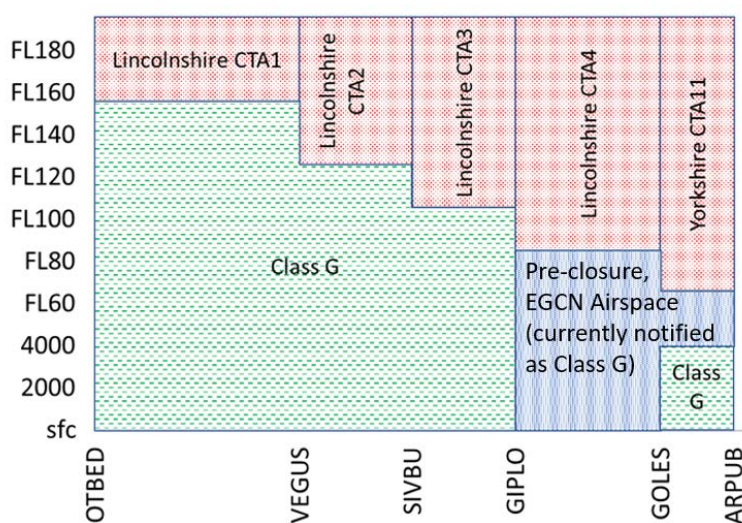 FL180
FL160
FL140
FL120
FL100
FL80
FL60
4000
2000
sfc
Lincolnshire CTA1
Lincolnshire
CTA2
Lincolnshire CTA3
Lincolnshire CTA4
Yorkshire CTA11
Class G
Pre-closure,
EGCN Airspace
(currently notified
as Class G)
Class
G
OTBED
VEGUS
SIVBU
GIPLO
GOLES
ARPUB